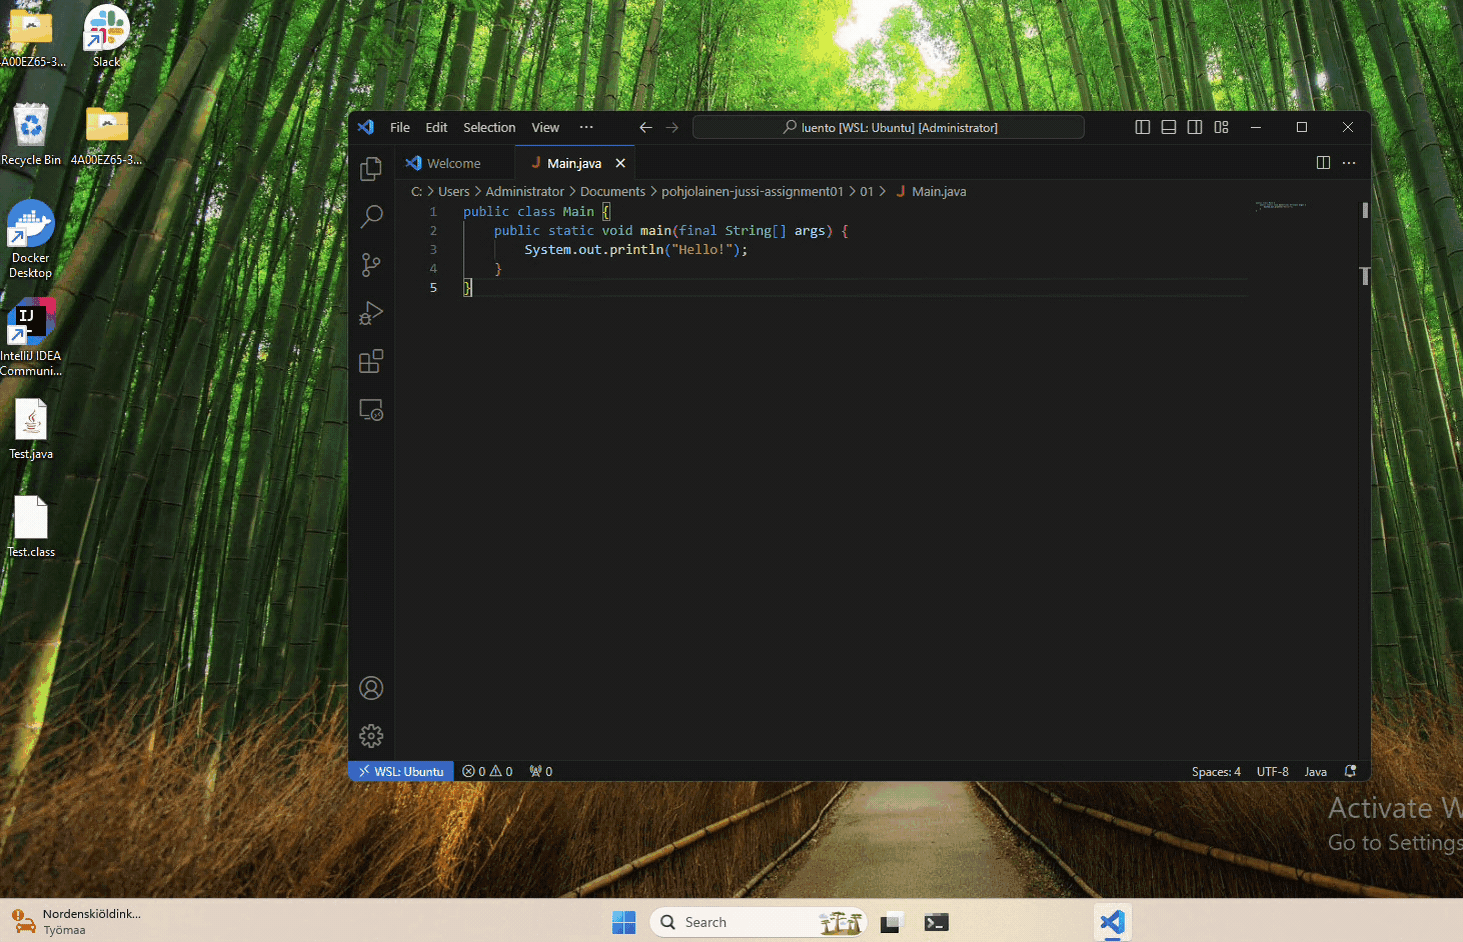 A00EZ65-3...
Slack
Recycle Bin
4A00EZ65-3...
Docker
Desktop
IJ
IntelliJ IDEA
Communi...
Test.java
Test.class
File Edit Selection View ···
luento [WSL: Ubuntu] [Administrator]
Welcome
J Main.java
C: > Users > Administrator > Documents > pohjolainen-jussi-assignment01 > 01 > J Main.java
1 public class Main {
2 public static void main(final String[] args) {
3 System.out.println("Hello!");
4 }
5 }
WSL: Ubuntu 0 0 0
Spaces: 4 UTF-8 Java
Activate W
Go to Settings
Nordenskiöldink...
Työmaa
Search